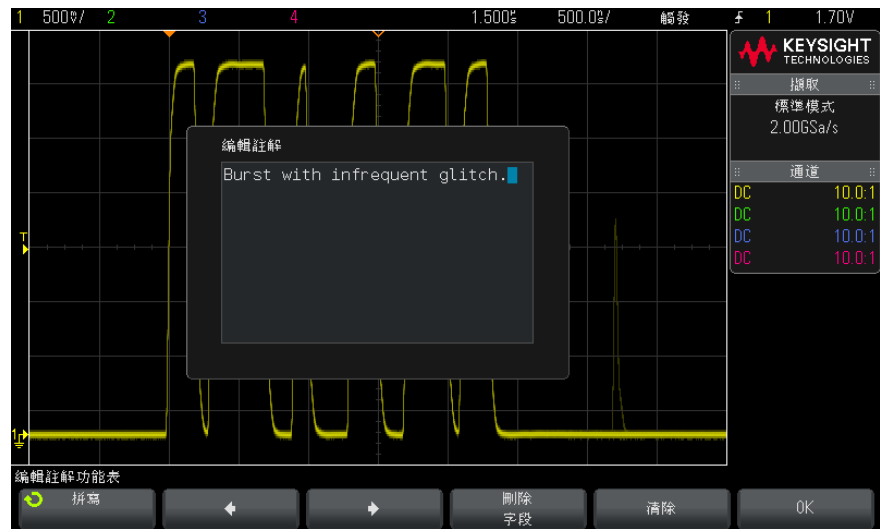 1 500♉/ 2 3 4 1.500㎲ 500.0㎱/ 觸發 1 1.70V
KEYSIGHT
TECHNOLOGIES
擷取
標準模式
2.00GSa/s
通道
DC 10.0:1
DC 10.0:1
DC 10.0:1
DC 10.0:1
編輯註解
Burst with infrequent glitch.
T
1
編輯註解功能表
拼寫
刪除
字段
清除
OK